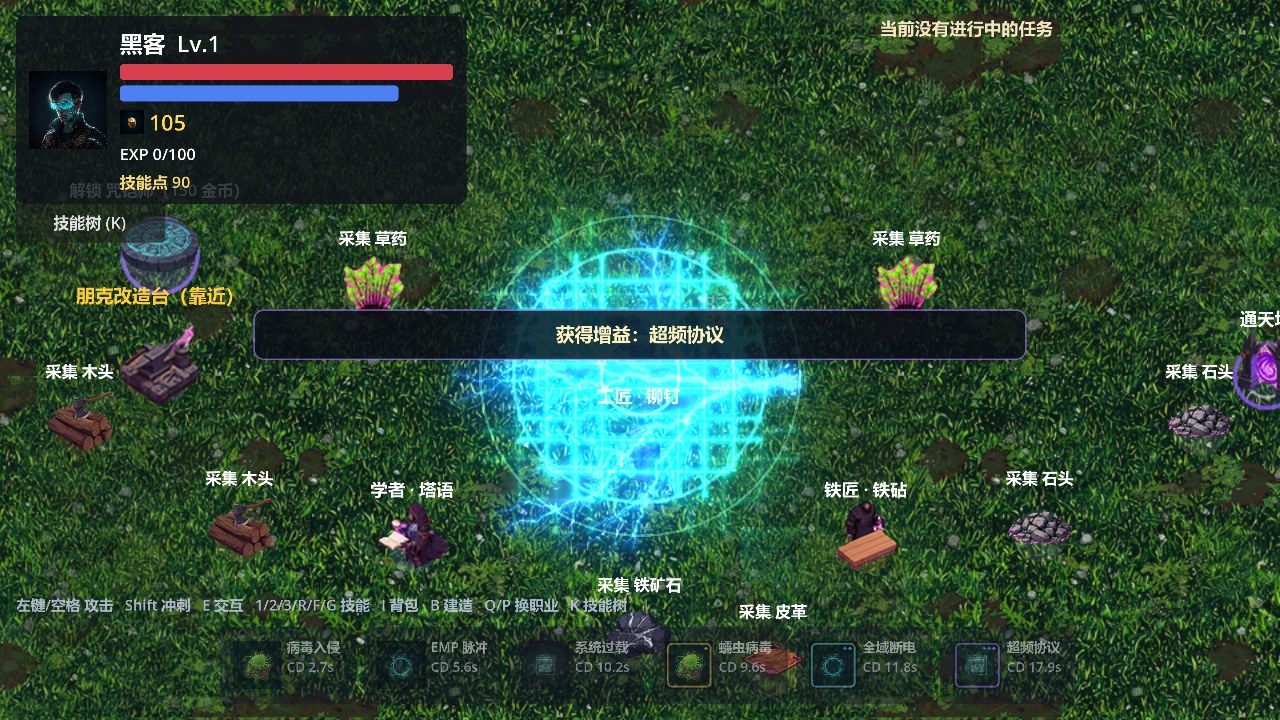 黑客 Lv.1
当前没有进行中的任务
105
EXP 0/100
技能点 90
解锁 咒
(150 金币)
技能树 (K)
采集 草药
采集 草药
朋克改造台（靠近）
通天
获得增益：超频协议
采集 木头
采集 石头
工匠 · 铆钉
采集 木头
学者 · 塔语
铁匠 · 铁砧
采集 石头
采集 铁矿石
左键/空格 攻击 Shift 冲刺 E 交互 1/2/3/R/F/G 技能 I 背包 B 建造 Q/P 换职业 K 技能树
采集 皮革
病毒入侵
CD 2.7s
EMP 脉冲
CD 5.6s
系统过载
CD 10.2s
蠕虫病毒
CD 9.6s
全域断电
CD 11.8s
超频协议
CD 17.9s